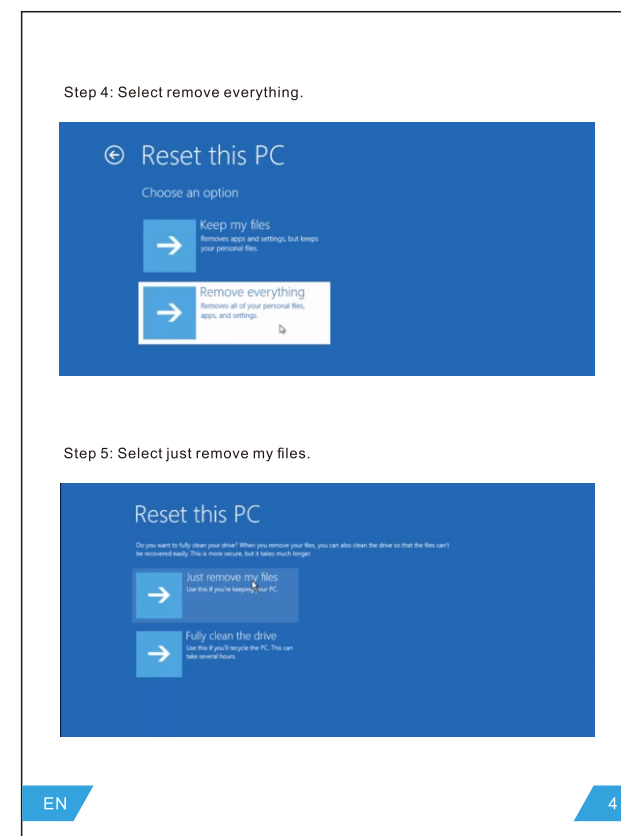 Step 4: Select remove everything.
Reset this PC
Choose an option
Keep my files
Removes apps and settings, but keeps
your personal files.
Remove everything
Removes all of your personal files,
apps, and settings.
Step 5: Select just remove my files.
Reset this PC
Do you want to fully clean your drive? When you remove your files, you can also clean the drive so that the files can't
be recovered easily. This is more secure, but it takes much longer.
Just remove my files
Use this if you're keeping your PC.
Fully clean the drive
Use this if you'll recycle the PC. This can
take several hours.
EN
4